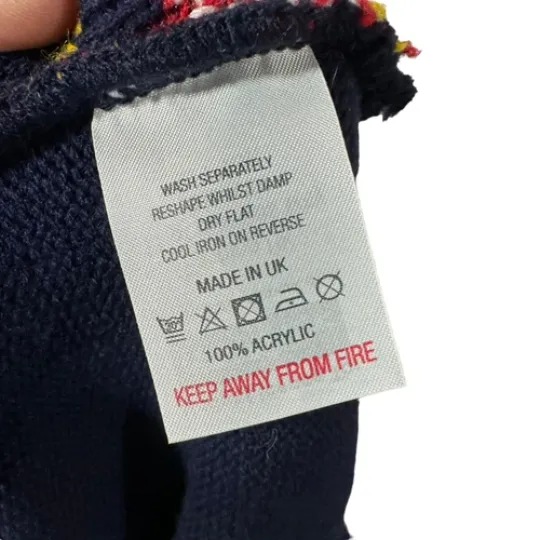 WASH SEPARATELY
RESHAPE WHILST DAMP
DRY FLAT
COOL IRON ON REVERSE
MADE IN UK
30°
100% ACRYLIC
KEEP AWAY FROM FIRE